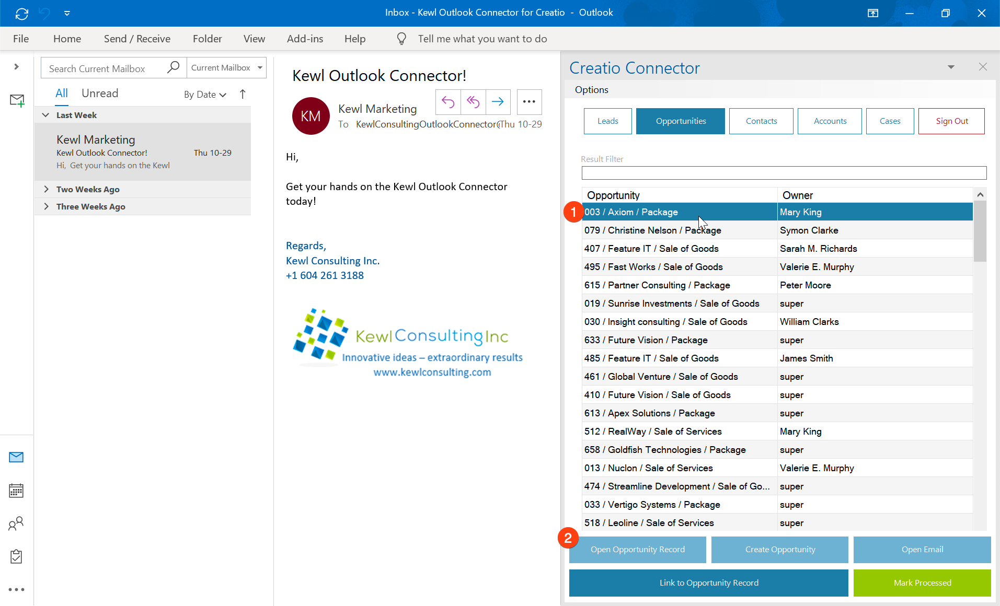 Inbox - Kewl Outlook Connector for Creatio - Outlook
File Home Send / Receive Folder View Add-ins Help Tell me what you want to do
Search Current Mailbox Current Mailbox
All Unread By Date
Last Week
Kewl Marketing
Kewl Outlook Connector! Thu 10-29
Hi, Get your hands on the Kewl
Two Weeks Ago
Three Weeks Ago
Kewl Outlook Connector!
KM
Kewl Marketing
To KewlConsultingOutlookConnector( Thu 10-29
Hi,
Get your hands on the Kewl Outlook Connector
today!
Regards,
Kewl Consulting Inc.
+1 604 261 3188
Kewl Consulting Inc
Innovative ideas – extraordinary results
www.kewlconsulting.com
Creatio Connector
Options
Leads Opportunities Contacts Accounts Cases Sign Out
Result Filter
Opportunity Owner
1 003 / Axiom / Package Mary King
079 / Christine Nelson / Package Symon Clarke
407 / Feature IT / Sale of Goods Sarah M. Richards
495 / Fast Works / Sale of Goods Valerie E. Murphy
615 / Partner Consulting / Package Peter Moore
019 / Sunrise Investments / Sale of Goods super
030 / Insight consulting / Sale of Goods William Clarks
633 / Future Vision / Package super
485 / Feature IT / Sale of Goods James Smith
461 / Global Venture / Sale of Goods super
410 / Future Vision / Sale of Goods super
613 / Apex Solutions / Package super
512 / RealWay / Sale of Services Mary King
658 / Goldfish Technologies / Package super
013 / Nuclon / Sale of Services Valerie E. Murphy
474 / Streamline Development / Sale of Go... super
033 / Vertigo Systems / Package super
518 / Leoline / Sale of Services super
2 Open Opportunity Record Create Opportunity Open Email
Link to Opportunity Record Mark Processed